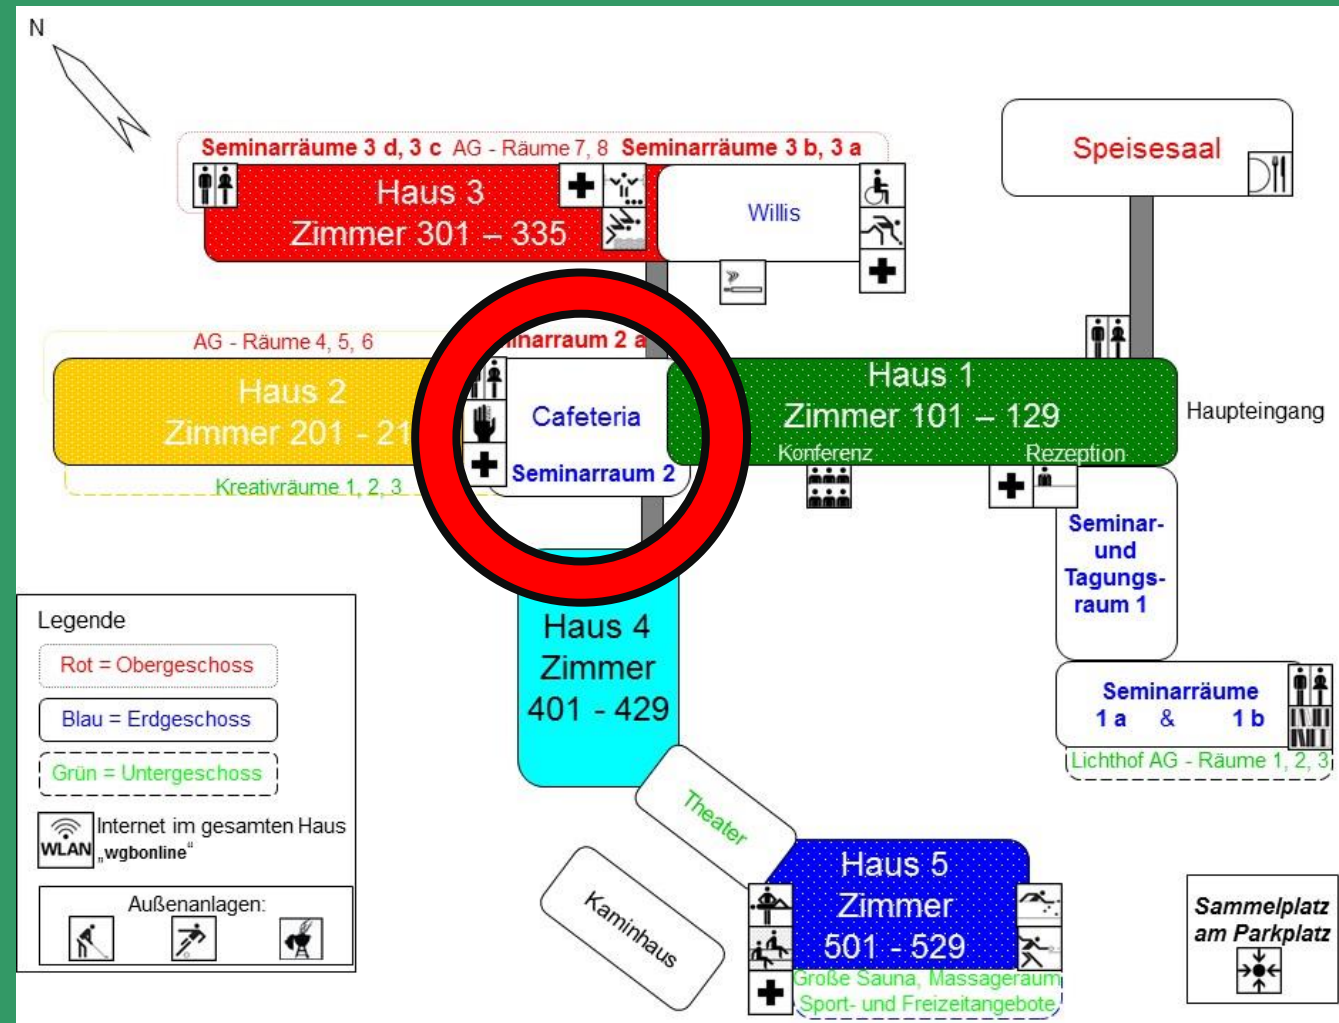 N
Seminarräume 3 d, 3 c AG - Räume 7, 8 Seminarräume 3 b, 3 a
Haus 3
Zimmer 301 – 335
Willis
Speisesaal
AG - Räume 4, 5, 6
2 a
Haus 2
Zimmer 201 -
Kreativräume 1, 2, 3
Cafeteria
Seminarraum 2
Haus 1
Zimmer 101 – 129
Konferenz
Rezeption
Haupteingang
Seminar-
und
Tagungs-
raum 1
Seminarräume
1 a & 1 b
Lichthof AG - Räume 1, 2, 3
Haus 4
Zimmer
401 - 429
Theater
Kaminhaus
Haus 5
Zimmer
501 - 529
Große Sauna, Massageraum
Sport- und Freizeitangebote
Legende
Rot = Obergeschoss
Blau = Erdgeschoss
Grün = Untergeschoss
WLAN
Internet im gesamten Haus
„wgbonline“
Außenanlagen:
Sammelplatz
am Parkplatz